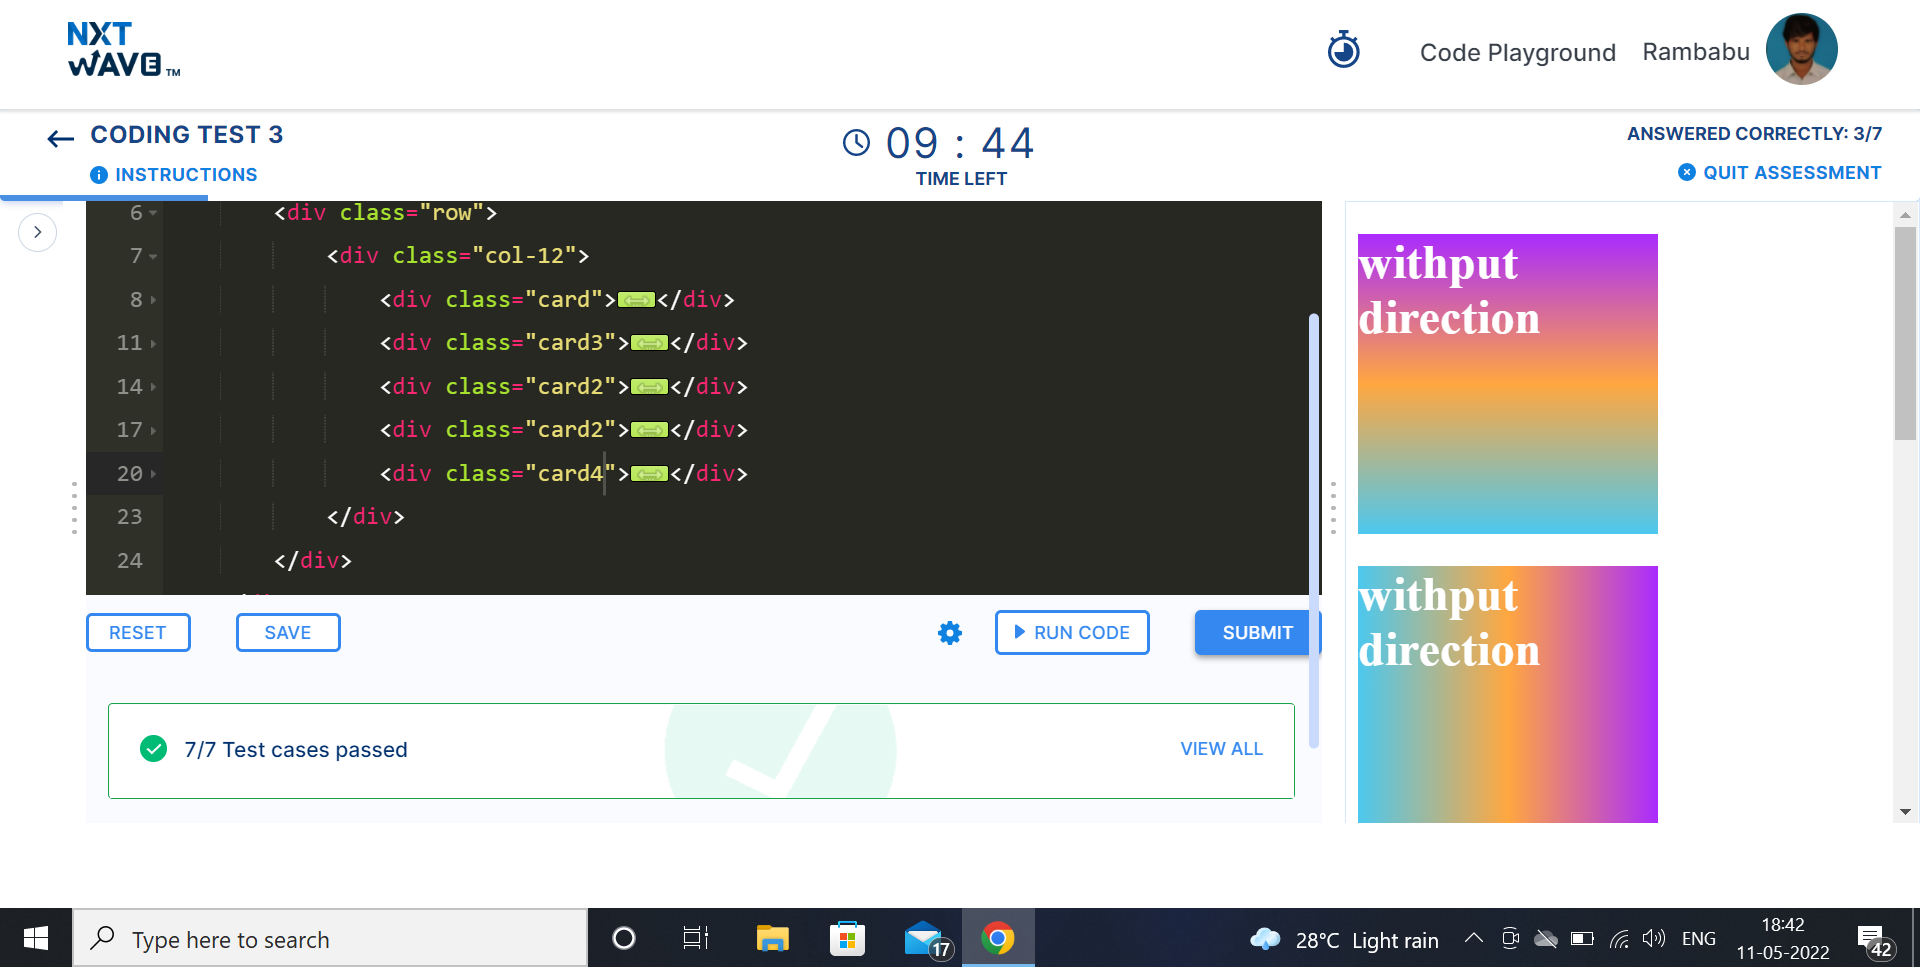 NXT
WAVE TM
Code Playground
Rambabu
CODING TEST 3
INSTRUCTIONS
09 : 44
TIME LEFT
ANSWERED CORRECTLY: 3/7
QUIT ASSESSMENT
6 <div class="row">
7 <div class="col-12">
8 <div class="card"></div>
11 <div class="card3"></div>
14 <div class="card2"></div>
17 <div class="card2"></div>
20 <div class="card4"></div>
23 </div>
24 </div>
RESET
SAVE
RUN CODE
SUBMIT
7/7 Test cases passed
VIEW ALL
withput
direction
withput
direction
Type here to search
17
28°C Light rain
ENG
18:42
11-05-2022
42